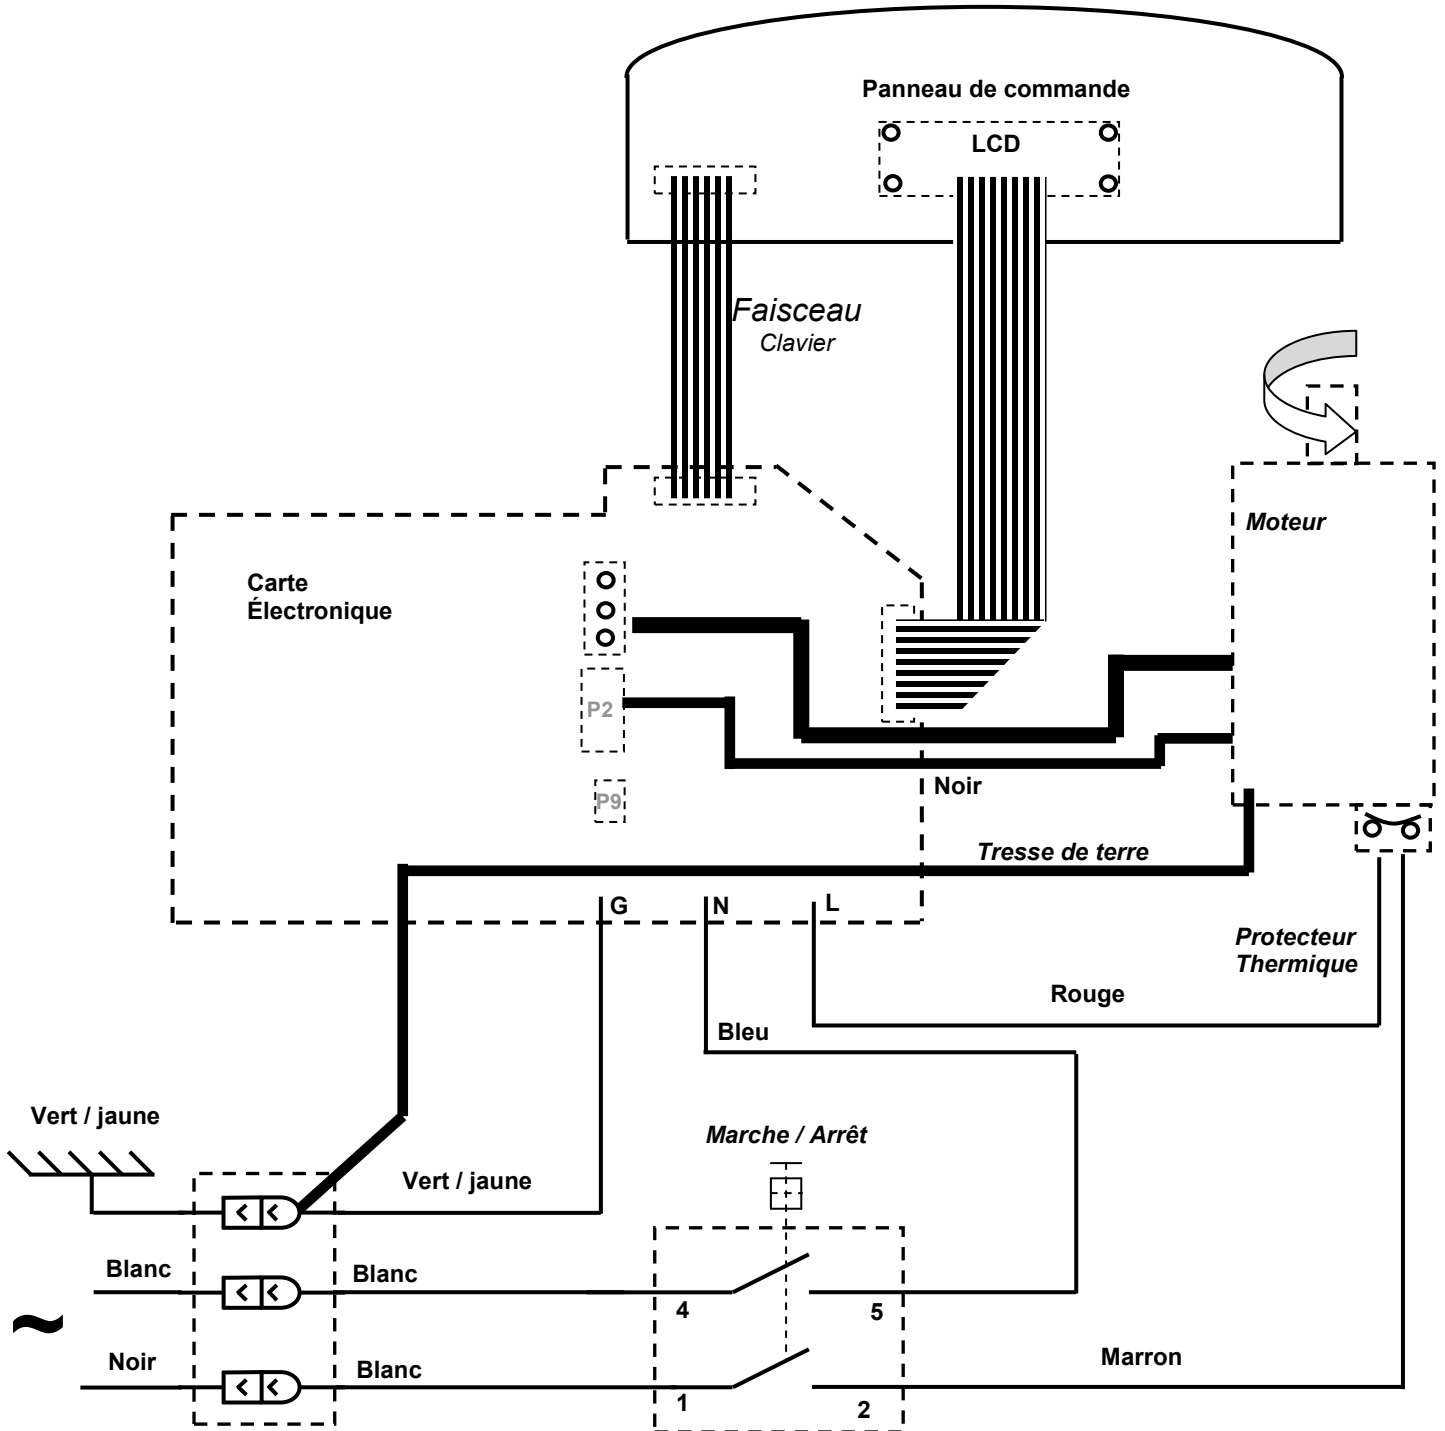 Panneau de commande
LCD
Faisceau
Clavier
Moteur
Carte
Électronique
P2
Noir
P9
Tresse de terre
G
N
L
Protecteur
Thermique
Rouge
Bleu
Vert / jaune
Marche / Arrêt
Vert / jaune
Blanc
Blanc
4
5
~
Noir
Blanc
Marron
1
2